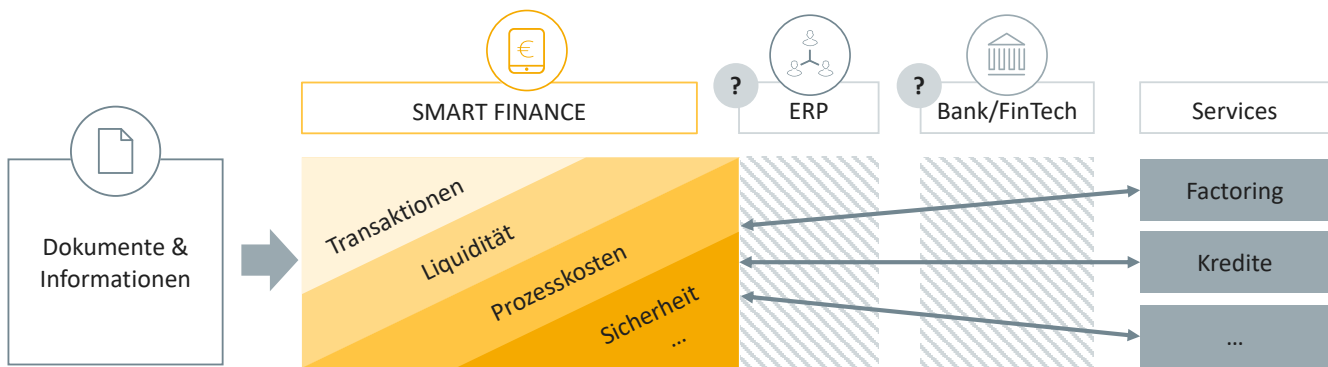 €
? ?
SMART FINANCE ERP Bank/FinTech Services
Dokumente &
Informationen
Transaktionen
Liquidität
Prozesskosten
Sicherheit
...
Factoring
Kredite
...